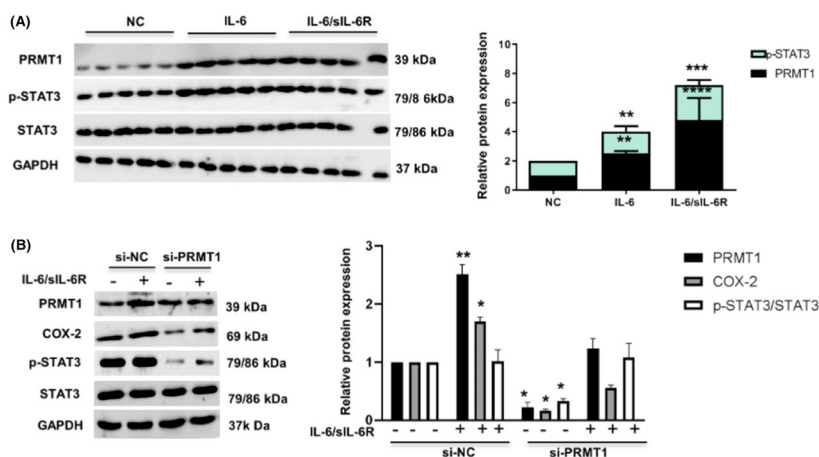 (A)
NC IL-6 IL-6/sIL-6R
PRMT1 39 kDa
p-STAT3 79/8 6kDa
STAT3 79/86 kDa
GAPDH 37 kDa
Relative protein expression
10
8
6
4
2
0
** ** *** ****
NC IL-6 IL-6/sIL-6R
p-STAT3
PRMT1
(B)
si-NC si-PRMT1
IL-6/sIL-6R - + - +
PRMT1 39 kDa
COX-2 69 kDa
p-STAT3 79/86 kDa
STAT3 79/86 kDa
GAPDH 37k Da
Relative protein expression
3
2
1
0
** * * * *
IL-6/sIL-6R - - - + + + - - - + + +
si-NC si-PRMT1
PRMT1
COX-2
p-STAT3/STAT3